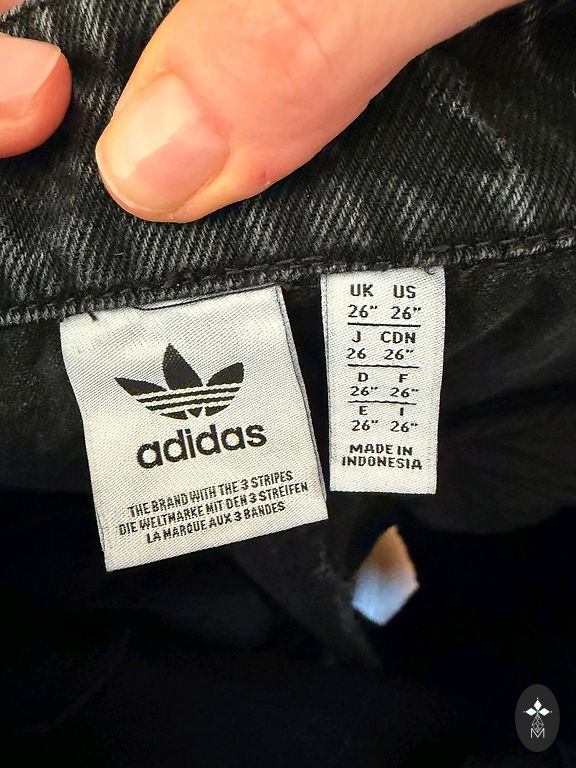 adidas
THE BRAND WITH THE 3 STRIPES
DIE WELTMARKE MIT DEN 3 STREIFEN
LA MARQUE AUX 3 BANDES
UK US
26" 26"
J CDN
26 26"
D F
26" 26"
E I
26" 26"
MADE IN
INDONESIA
M